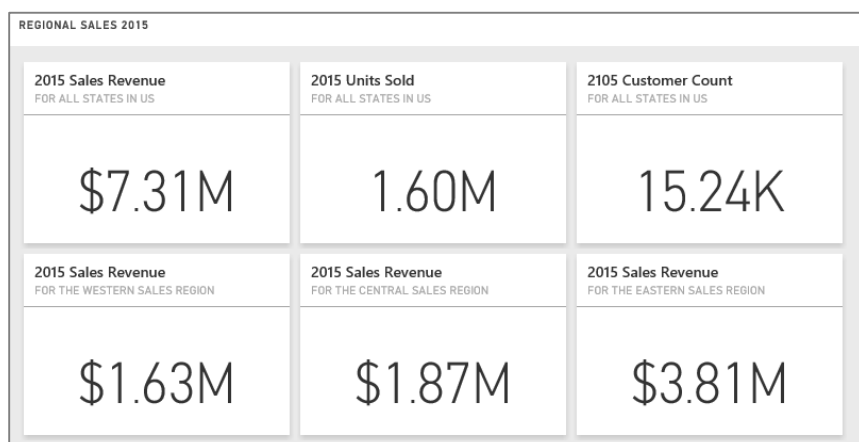 REGIONAL SALES 2015
2015 Sales Revenue
FOR ALL STATES IN US
$7.31M
2015 Units Sold
FOR ALL STATES IN US
1.60M
2105 Customer Count
FOR ALL STATES IN US
15.24K
2015 Sales Revenue
FOR THE WESTERN SALES REGION
$1.63M
2015 Sales Revenue
FOR THE CENTRAL SALES REGION
$1.87M
2015 Sales Revenue
FOR THE EASTERN SALES REGION
$3.81M